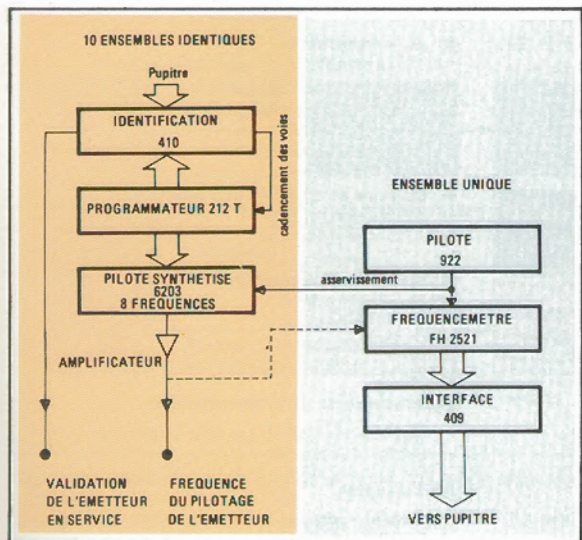 10 ENSEMBLES IDENTIQUES
Pupitre
IDENTIFICATION
410
cadencement des voies
PROGRAMMATEUR 212 T
PILOTE SYNTHETISE
6203
8 FREQUENCES
AMPLIFICATEUR
VALIDATION
DE L'EMETTEUR
EN SERVICE
FREQUENCE
DU PILOTAGE
DE L'EMETTEUR
ENSEMBLE UNIQUE
PILOTE
922
asservissement
FREQUENCEMETRE
FH 2521
INTERFACE
409
VERS PUPITRE